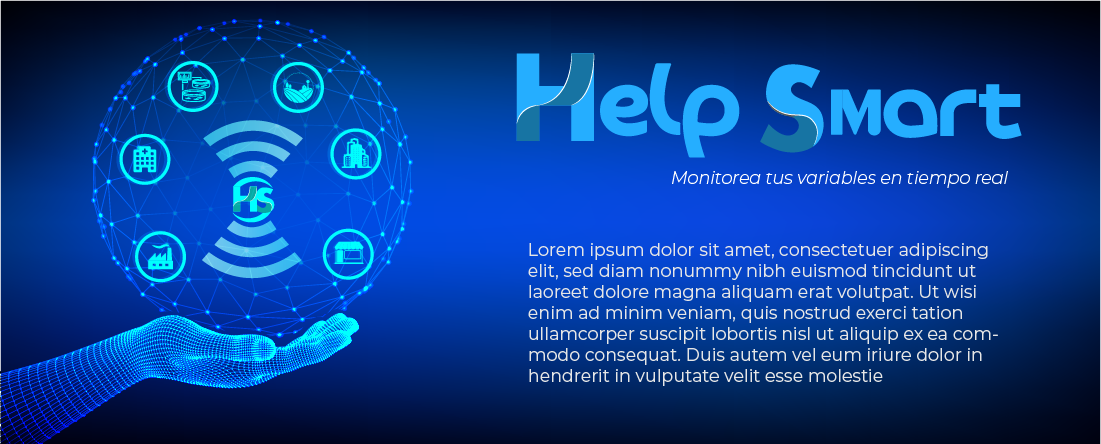 Help Smart
Monitorea tus variables en tiempo real
HS
Lorem ipsum dolor sit amet, consectetuer adipiscing
elit, sed diam nonummy nibh euismod tincidunt ut
laoreet dolore magna aliquam erat volutpat. Ut wisi
enim ad minim veniam, quis nostrud exerci tation
ullamcorper suscipit lobortis nisl ut aliquip ex ea com-
modo consequat. Duis autem vel eum iriure dolor in
hendrerit in vulputate velit esse molestie